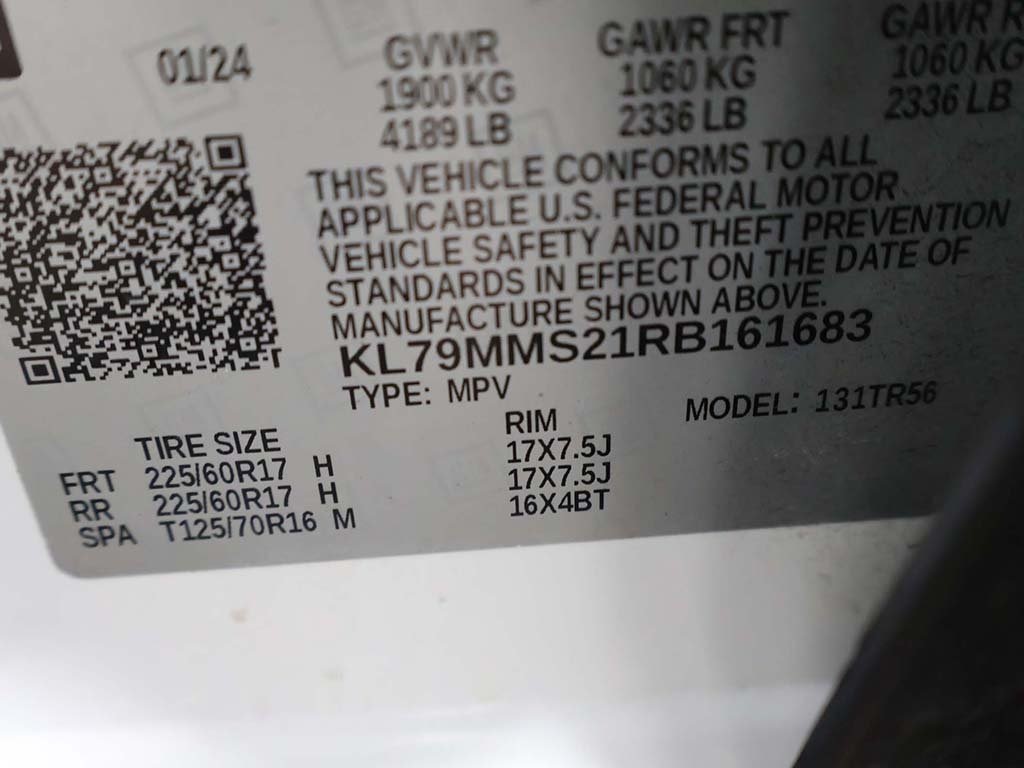 01/24 GVWR GAWR FRT GAWR R
1900 KG 1060 KG 1060 KG
4189 LB 2336 LB 2336 LB
THIS VEHICLE CONFORMS TO ALL
APPLICABLE U.S. FEDERAL MOTOR
VEHICLE SAFETY AND THEFT PREVENTION
STANDARDS IN EFFECT ON THE DATE OF
MANUFACTURE SHOWN ABOVE.
KL79MMS21RB161683
TYPE: MPV MODEL: 131TR56
TIRE SIZE RIM
FRT 225/60R17 H 17X7.5J
RR 225/60R17 H 17X7.5J
SPA T125/70R16 M 16X4BT